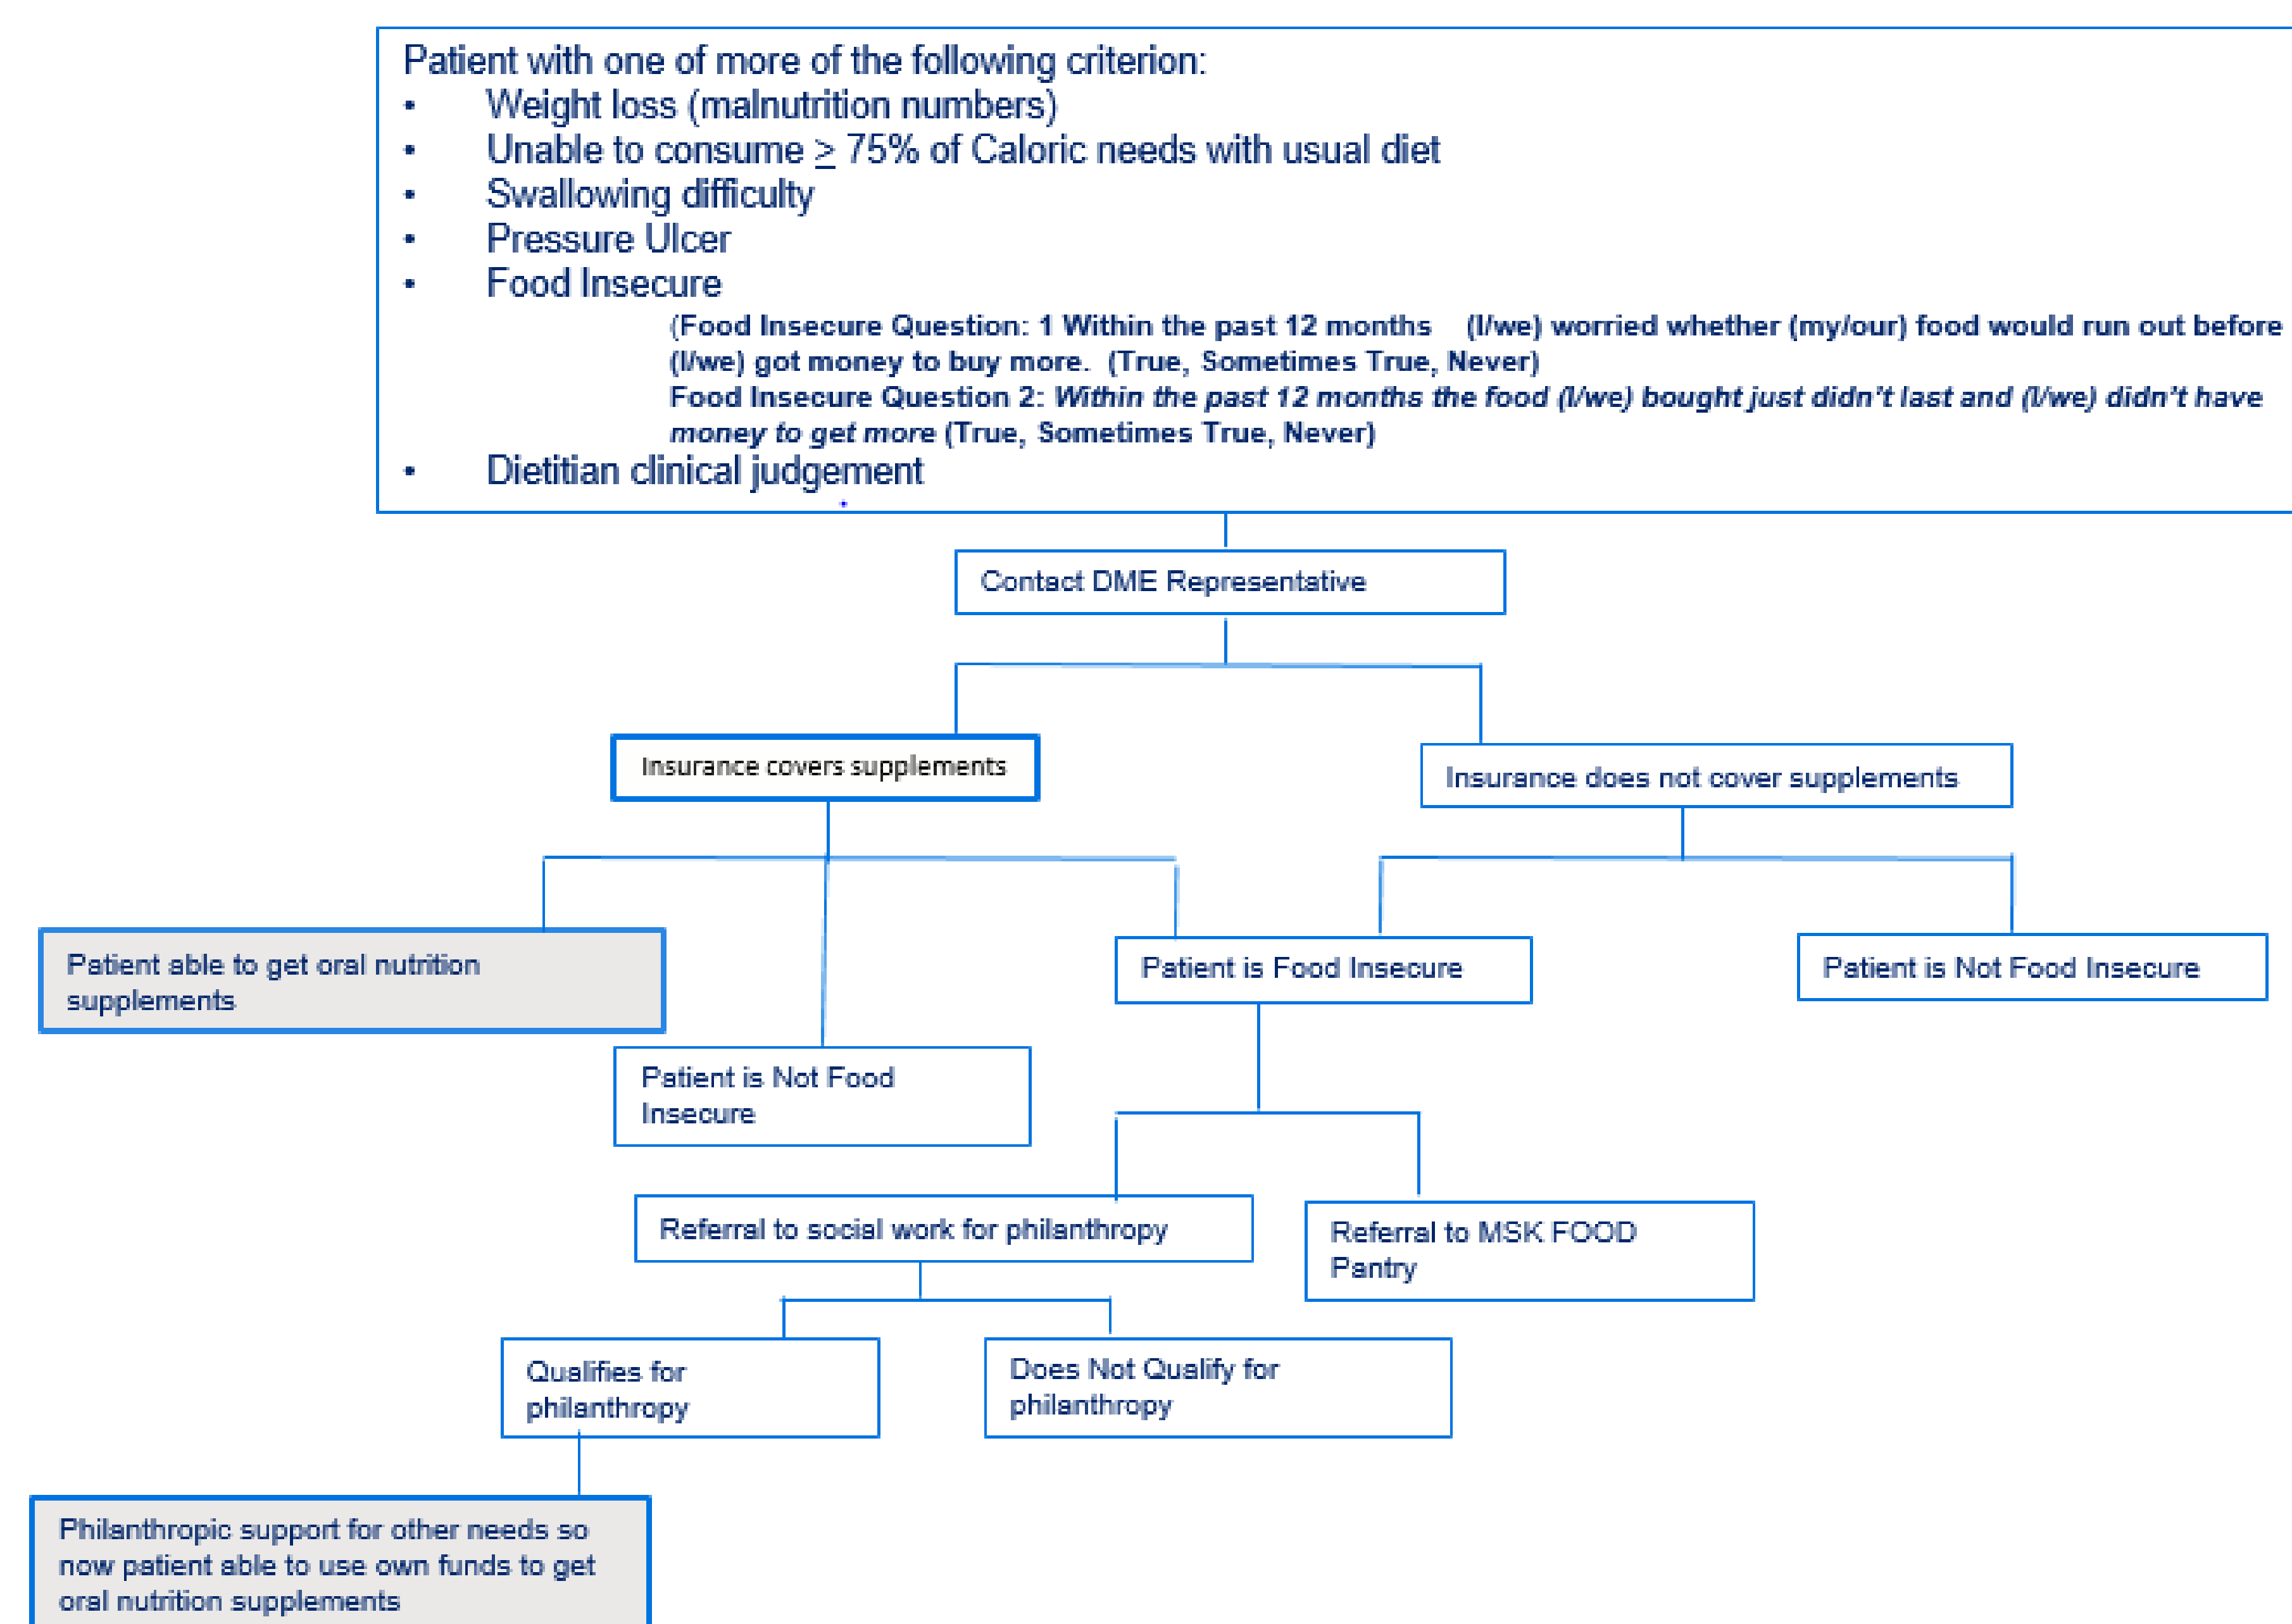 Patient with one of more of the following criterion:
• Weight loss (malnutrition numbers)
• Unable to consume ≥ 75% of Caloric needs with usual diet
• Swallowing difficulty
• Pressure Ulcer
• Food Insecure
(Food Insecure Question: 1 Within the past 12 months (I/we) worried whether (my/our) food would run out before
(I/we) got money to buy more. (True, Sometimes True, Never)
Food Insecure Question 2: Within the past 12 months the food (I/we) bought just didn't last and (I/we) didn't have
money to get more (True, Sometimes True, Never)
• Dietitian clinical judgement
Contact DME Representative
Insurance covers supplements
Insurance does not cover supplements
Patient able to get oral nutrition
supplements
Patient is Food Insecure
Patient is Not Food Insecure
Patient is Not Food
Insecure
Referral to social work for philanthropy
Referral to MSK FOOD
Pantry
Qualifies for
philanthropy
Does Not Qualify for
philanthropy
Philanthropic support for other needs so
now patient able to use own funds to get
oral nutrition supplements